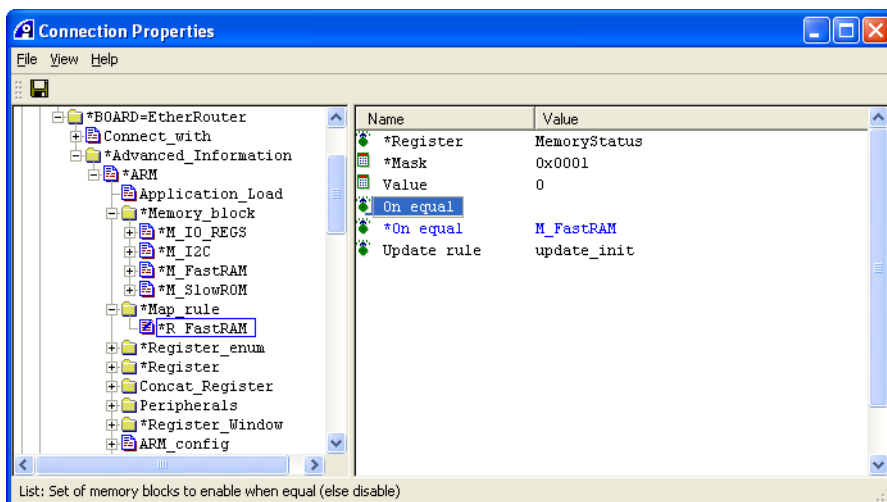 Connection Properties
File View Help
*BOARD=EtherRouter
Connect_with
*Advanced_Information
*ARM
Application_Load
*Memory_block
*M_IO_REGS
*M_I2C
*M_FastRAM
*M_SlowROM
*Map_rule
*R_FastRAM
*Register_enum
*Register
Concat_Register
Peripherals
*Register_Window
ARM_config
Name Value
*Register MemoryStatus
*Mask 0x0001
Value 0
On equal
*On equal M_FastRAM
Update rule update_init
List: Set of memory blocks to enable when equal (else disable)